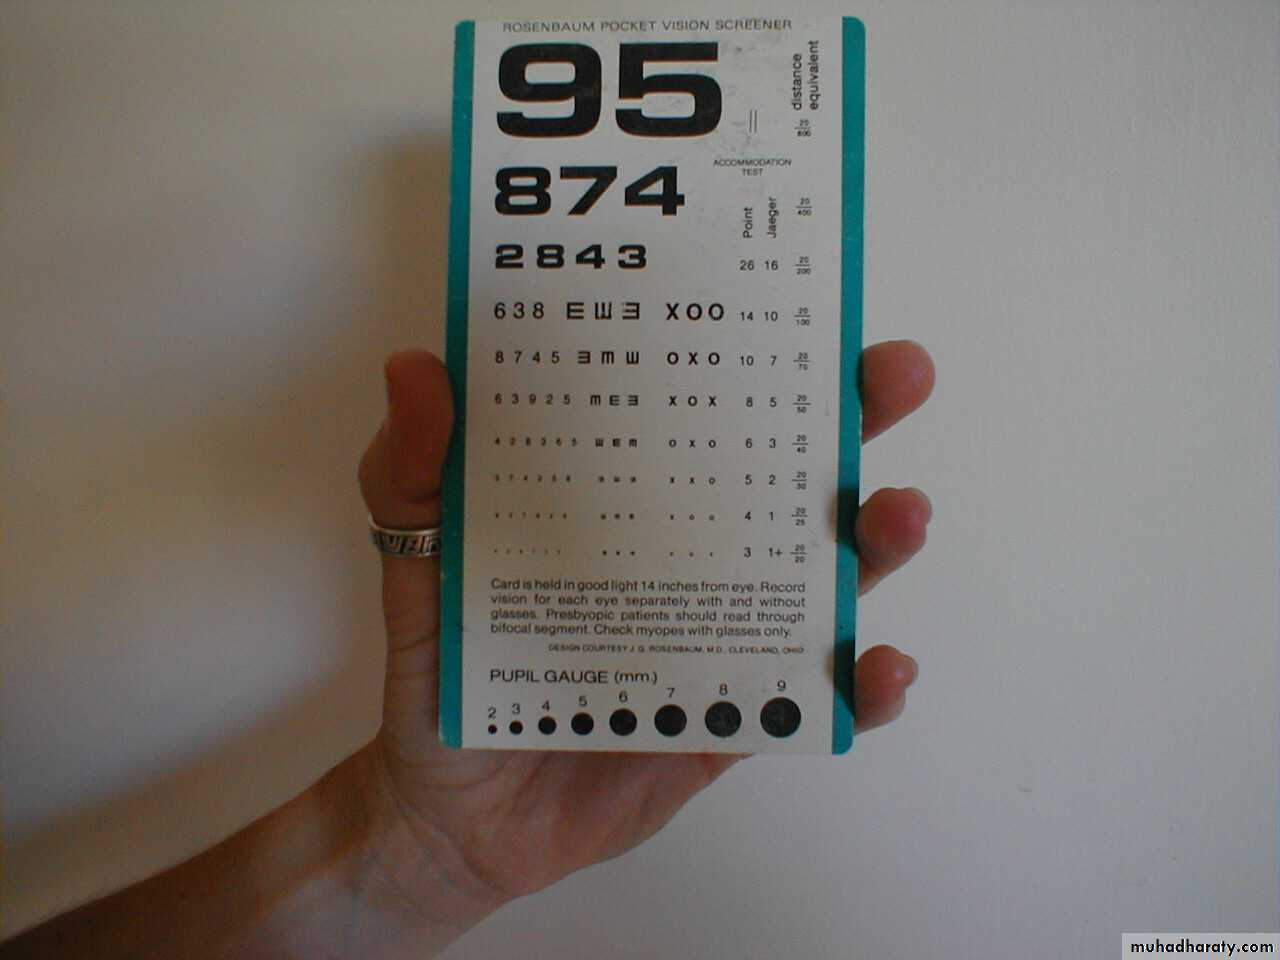 ROSENBAUM POCKET VISION SCREENER
95
distance equivalent
20/800
874
ACCOMMODATION
TEST
Point Jaeger
20/400
2843 26 16 20/200
638 E Ш Ǝ XOO 14 10 20/100
8745 Ǝ m Ш OXO 10 7 20/70
63925 m E Ǝ XOX 8 5 20/50
428365 Ш E m OXO 6 3 20/40
374258 XXO 5 2 20/30
XOO 4 1 20/25
3 1+ 20/20
Card is held in good light 14 inches from eye. Record
vision for each eye separately with and without
glasses. Presbyopic patients should read through
bifocal segment. Check myopes with glasses only.
DESIGN COURTESY J. G. ROSENBAUM, M.D., CLEVELAND, OHIO
PUPIL GAUGE (mm.)
2 3 4 5 6 7 8 9
muhadharaty.com